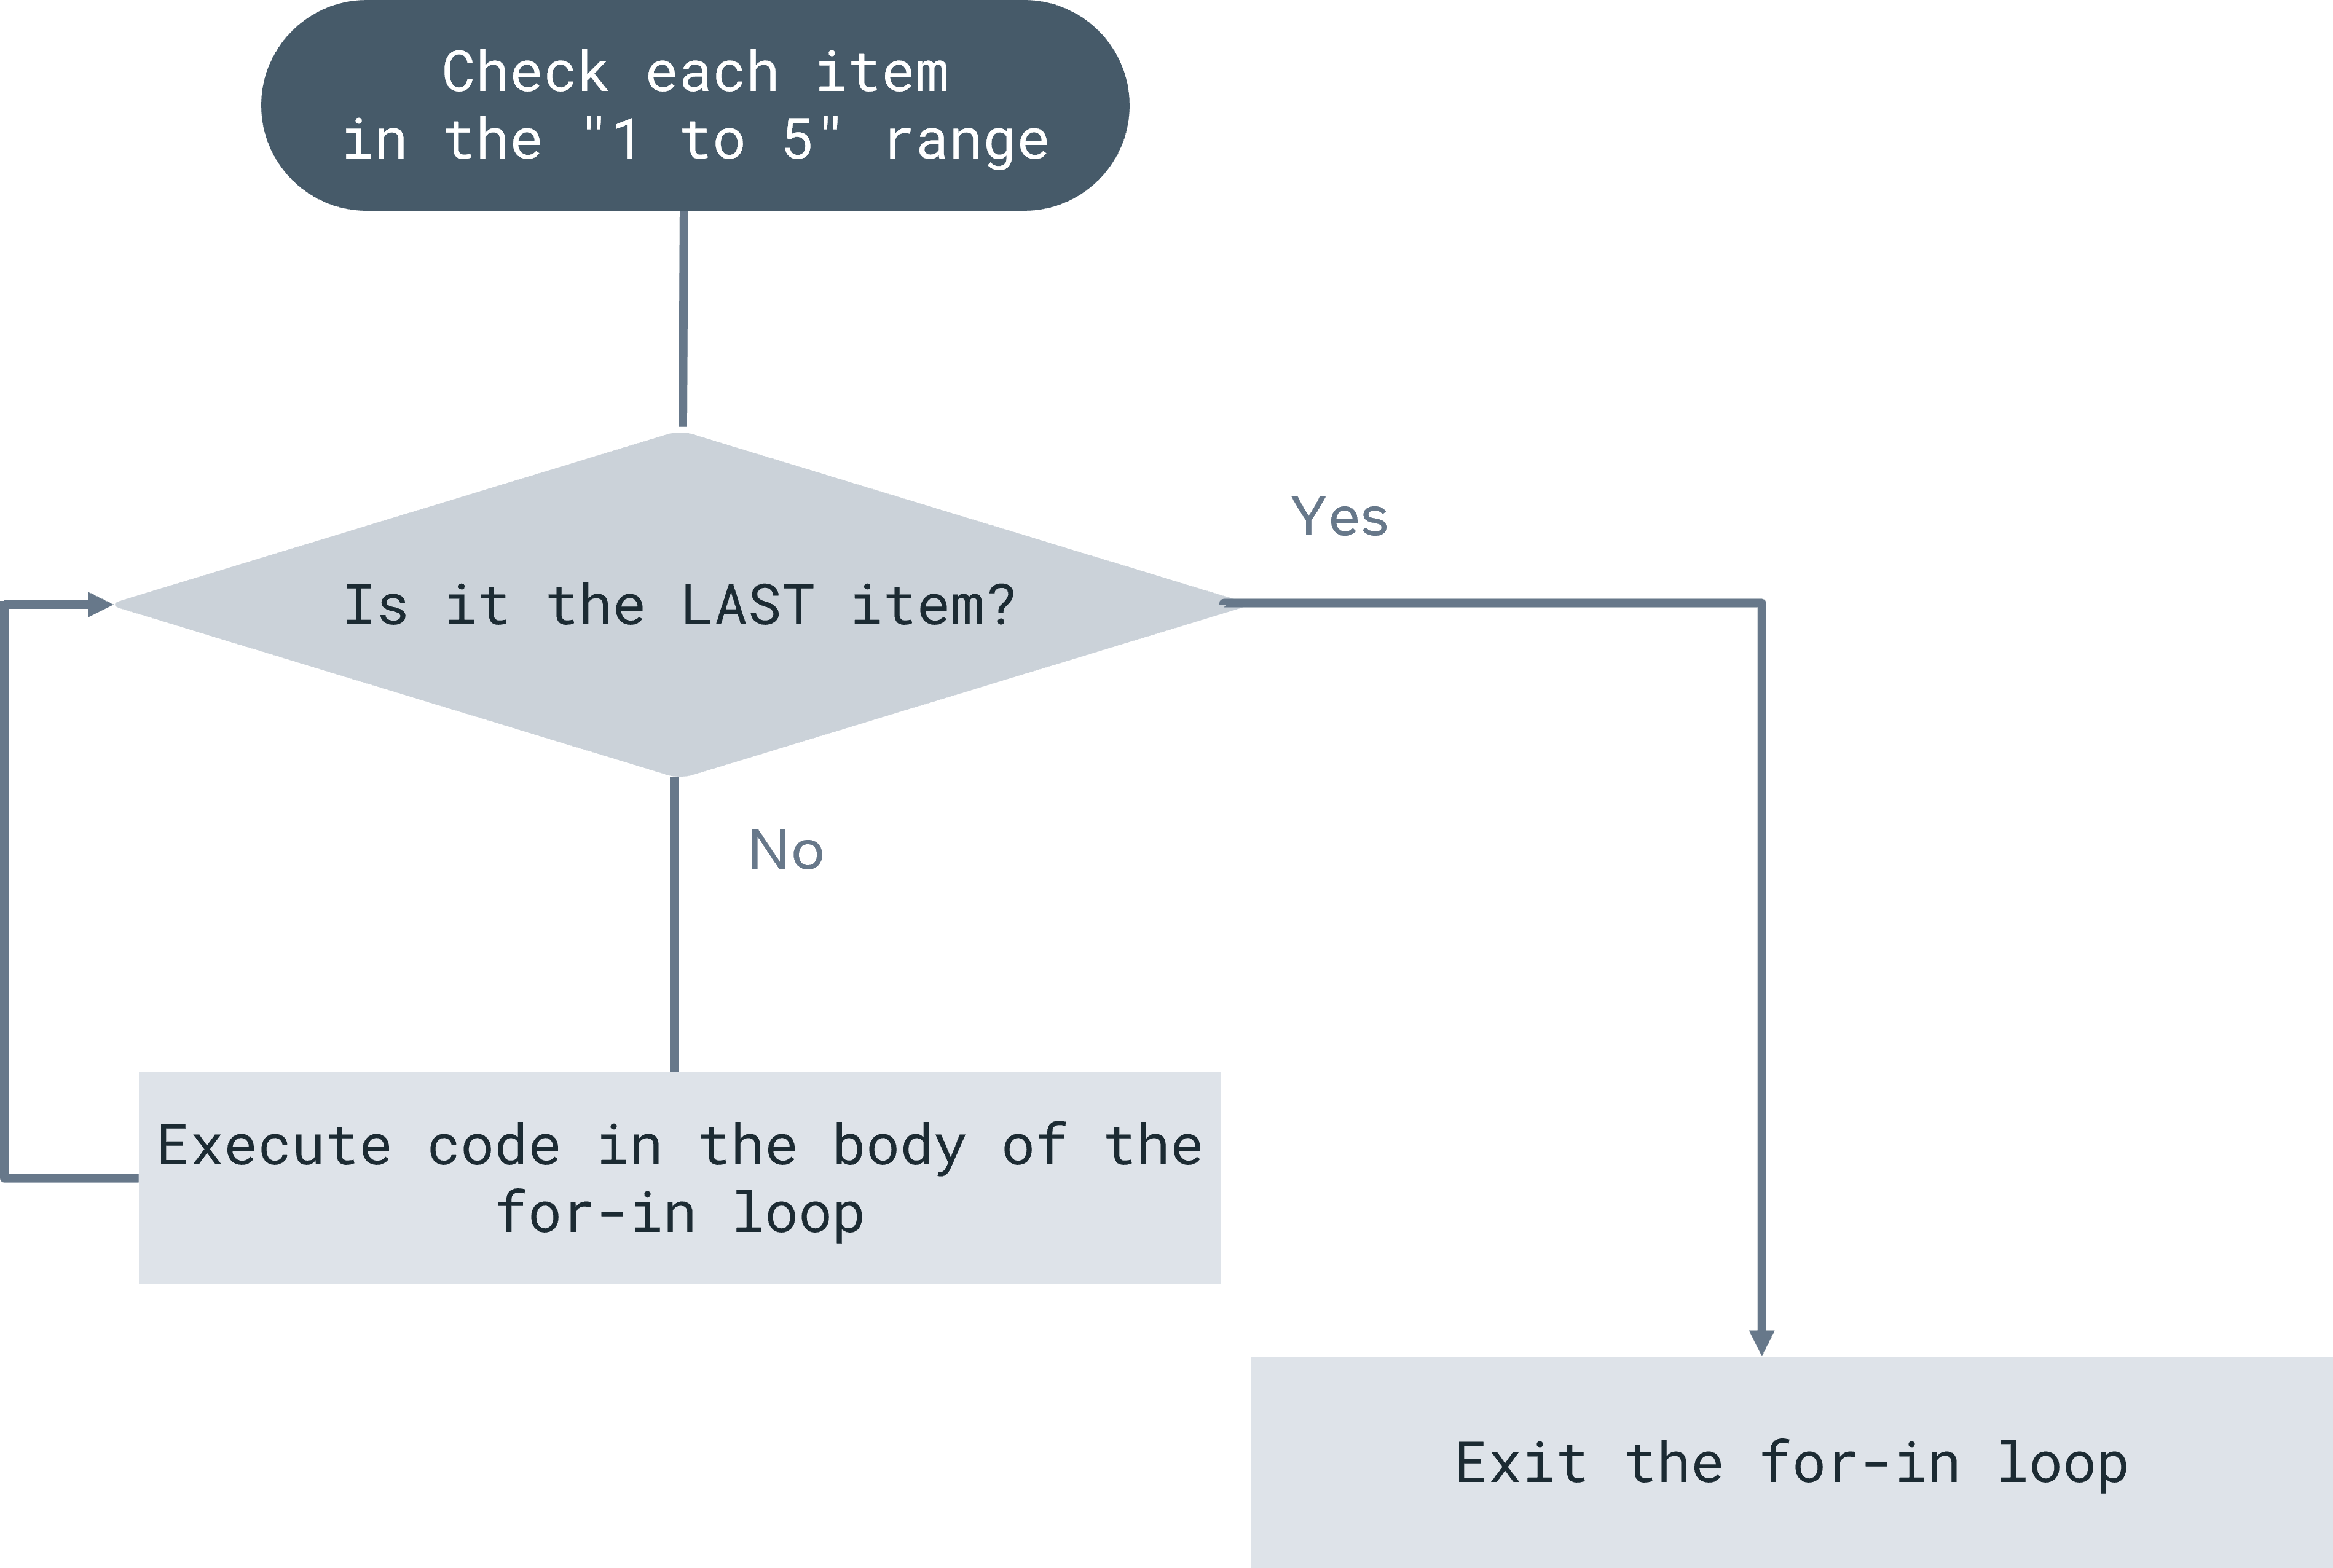 Check each item
in the "1 to 5" range
Yes
Is it the LAST item?
No
Execute code in the body of the
for-in loop
Exit the for-in loop